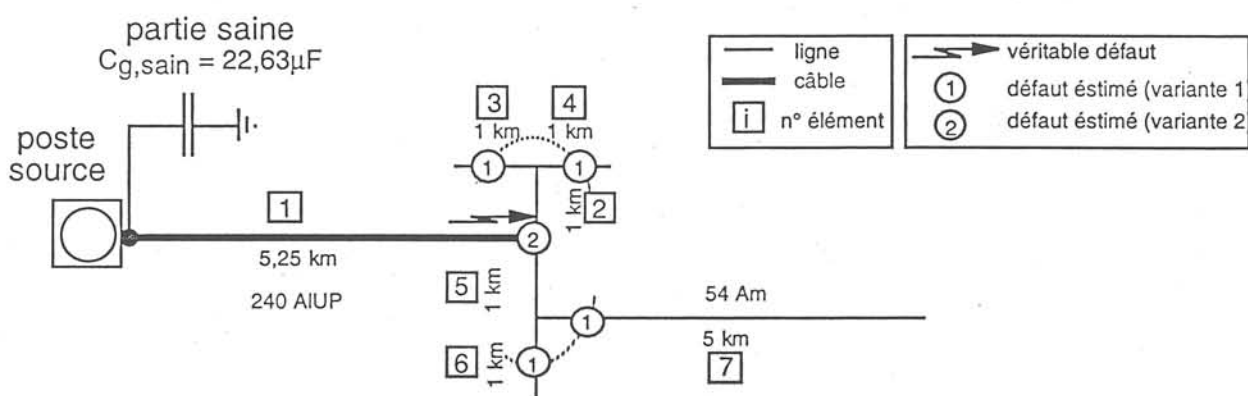 partie saine
Cg,sain = 22,63µF
poste
source
1
5,25 km
240 AlUP
3
4
1 km
1 km
1
1
1 km
2
2
5
1 km
54 Am
1
5 km
6
1 km
1
7
ligne
câble
i
n° élément
véritable défaut
1
défaut éstimé (variante 1)
2
défaut éstimé (variante 2)